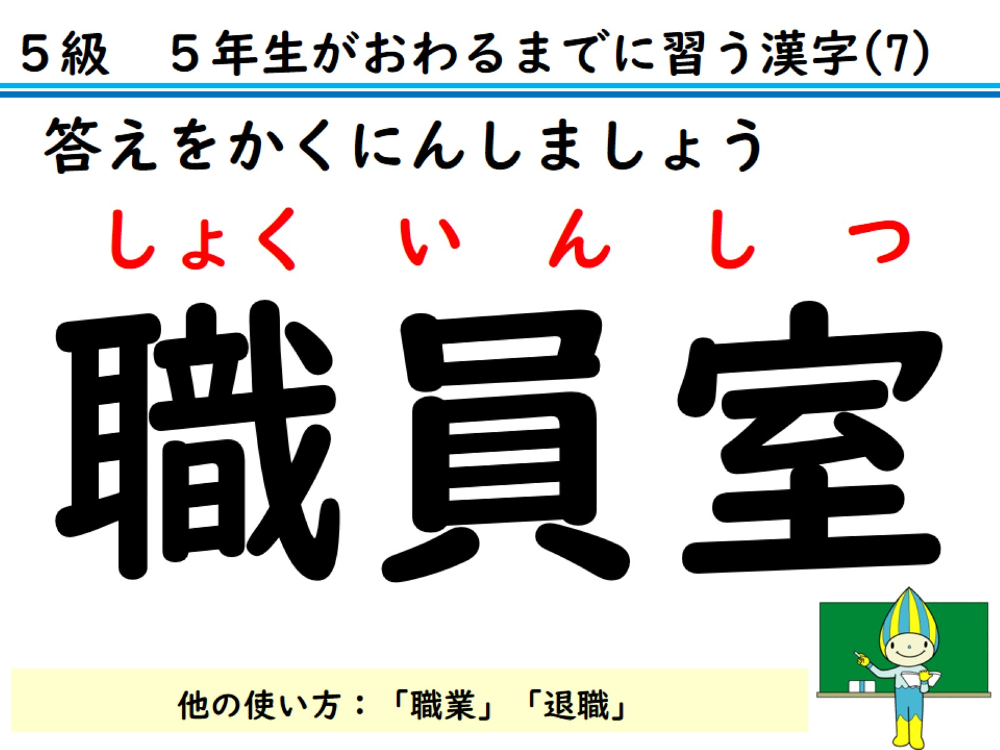 ５級　５年生がおわるまでに習う漢字(7)
答えをかくにんしましょう
しょく　い　ん　し　つ
職員室
他の使い方：「職業」「退職」